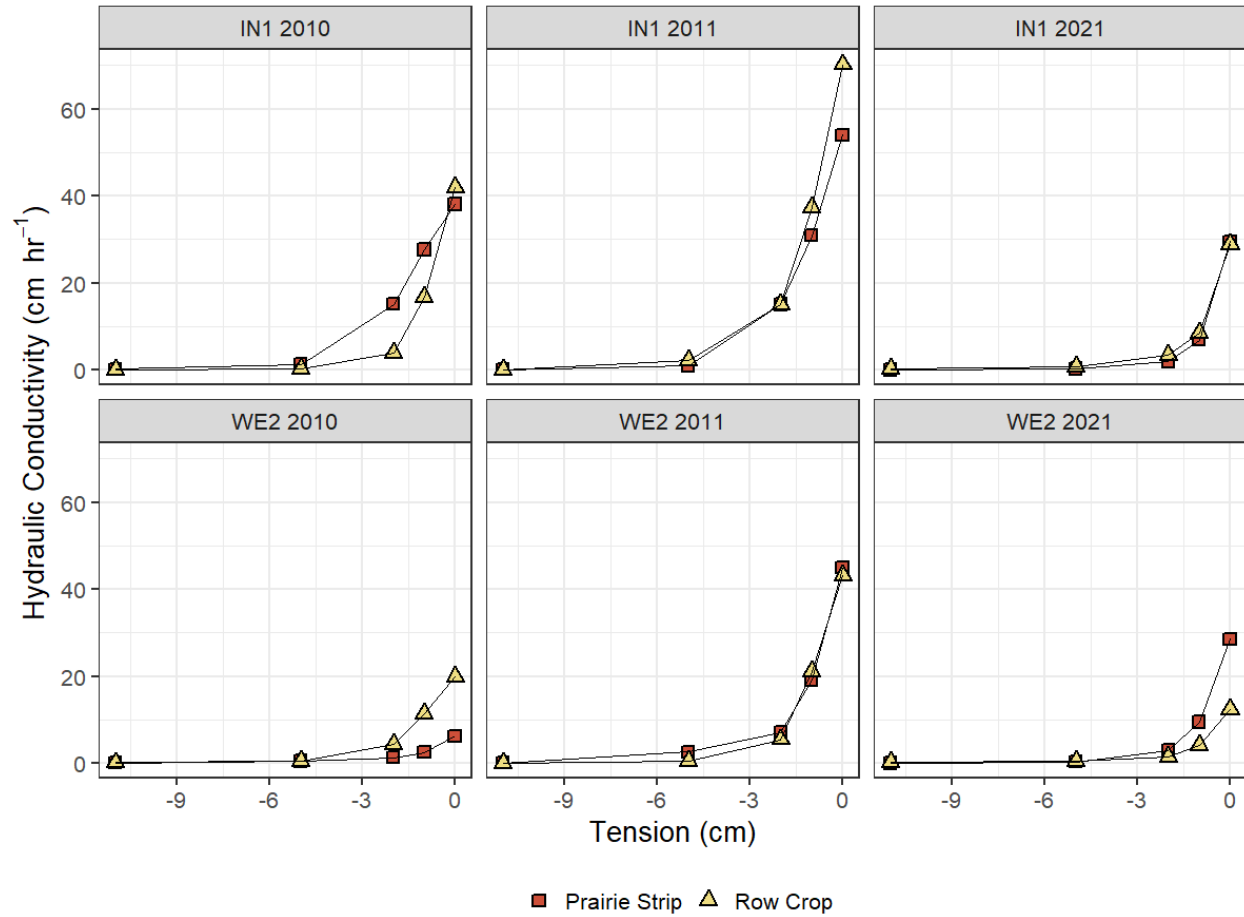 IN1 2010 IN1 2011 IN1 2021
60
40
20
0
WE2 2010 WE2 2011 WE2 2021
60
40
20
0
-9 -6 -3 0 -9 -6 -3 0 -9 -6 -3 0
Hydraulic Conductivity (cm hr⁻¹)
Tension (cm)
Prairie Strip Row Crop